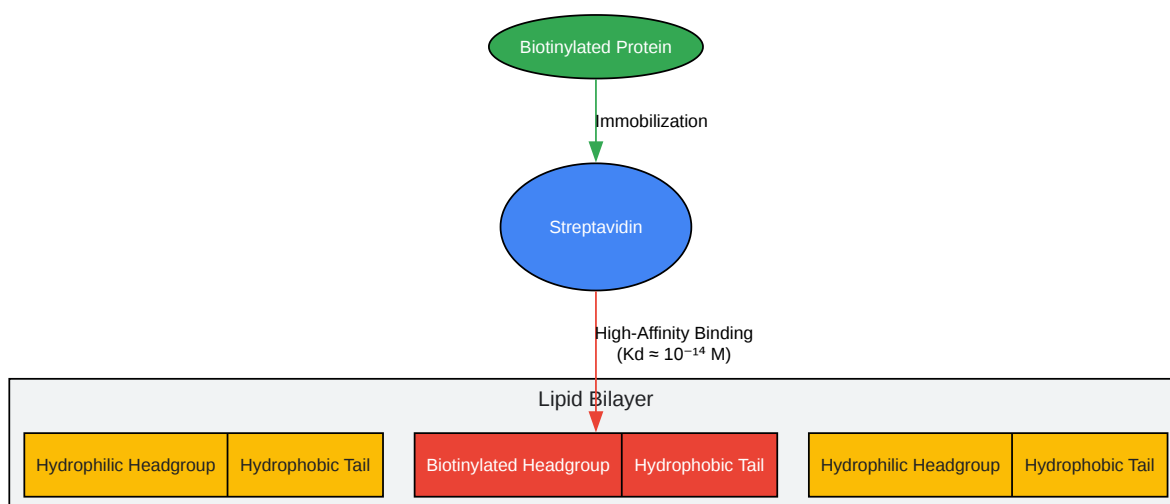 Biotinylated Protein
Immobilization
Streptavidin
High-Affinity Binding
(Kd ≈ 10⁻¹⁴ M)
Lipid Bilayer
Hydrophilic Headgroup
Hydrophobic Tail
Biotinylated Headgroup
Hydrophobic Tail
Hydrophilic Headgroup
Hydrophobic Tail